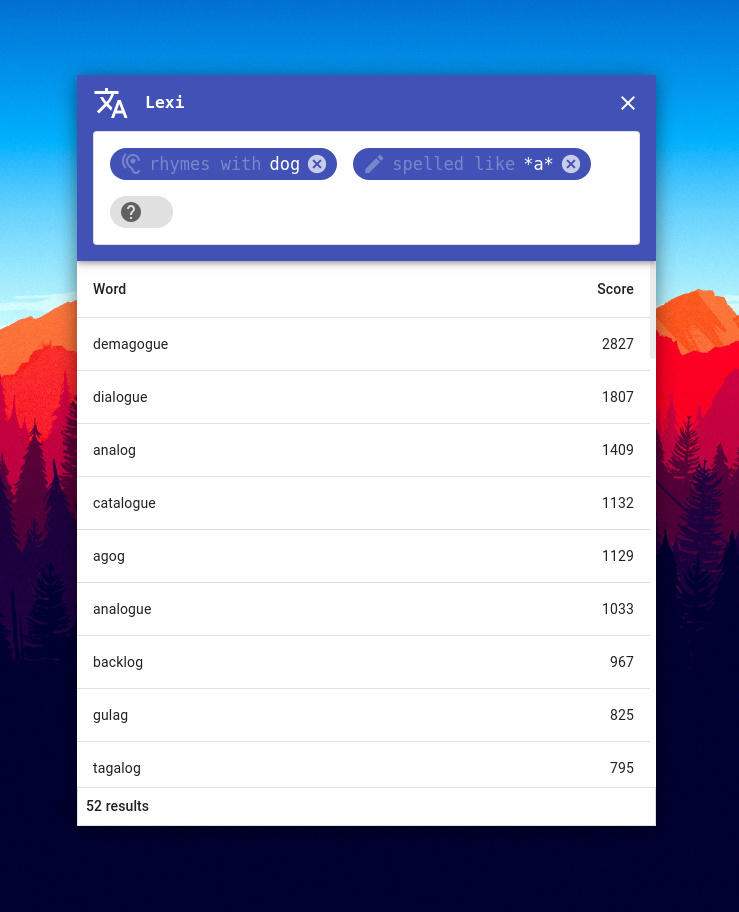 Lexi
rhymes with dog spelled like *a*
Word Score
demagogue 2827
dialogue 1807
analog 1409
catalogue 1132
agog 1129
analogue 1033
backlog 967
gulag 825
tagalog 795
52 results